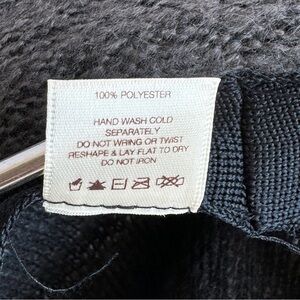 100% POLYESTER
HAND WASH COLD
SEPARATELY
DO NOT WRING OR TWIST
RESHAPE & LAY FLAT TO DRY
DO NOT IRON